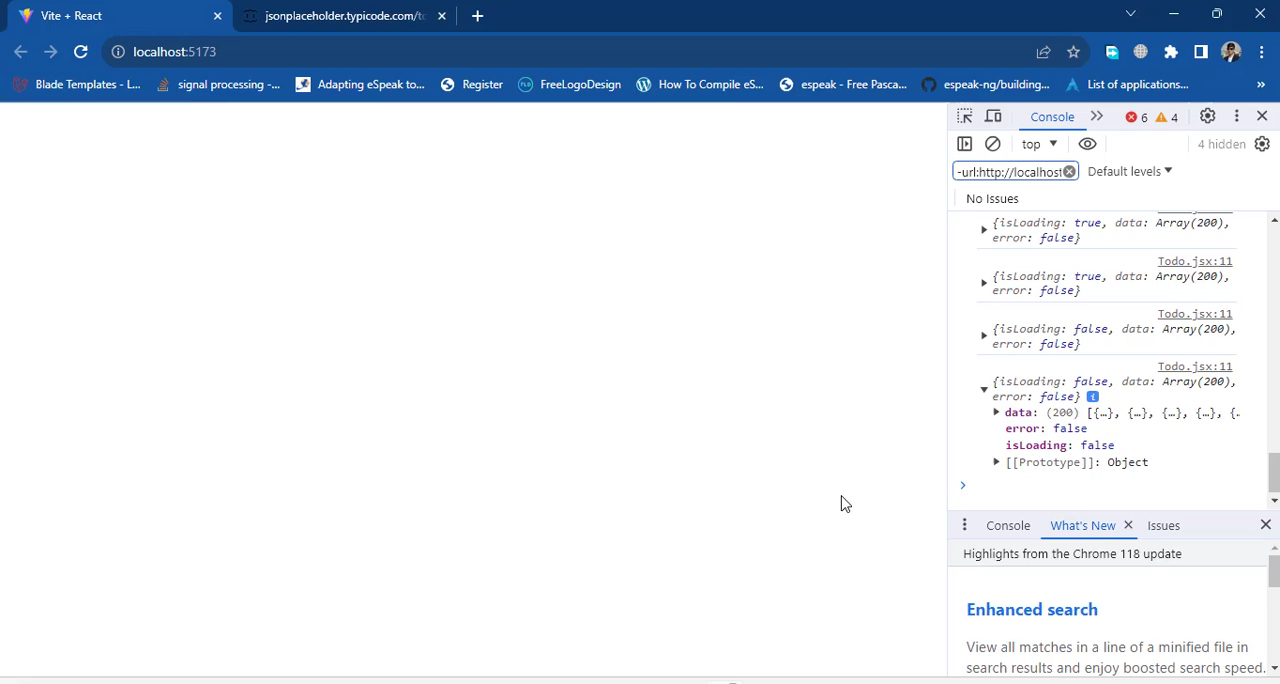 Vite + React
jsonplaceholder.typicode.com/to
localhost:5173
Blade Templates - L...
signal processing -...
Adapting eSpeak to...
Register
FLD
FreeLogoDesign
How To Compile eS...
espeak - Free Pasca...
espeak-ng/building...
List of applications...
»
Console
» 6 4
top
4 hidden
-url:http://localhost
Default levels
No Issues
{isLoading: true, data: Array(200),
error: false}
Todo.jsx:11
{isLoading: true, data: Array(200),
error: false}
Todo.jsx:11
{isLoading: false, data: Array(200),
error: false}
Todo.jsx:11
{isLoading: false, data: Array(200),
error: false} i
data: (200) [{…}, {…}, {…}, {…}, {…
error: false
isLoading: false
[[Prototype]]: Object
Console
What's New
Issues
Highlights from the Chrome 118 update
Enhanced search
View all matches in a line of a minified file in
search results and enjoy boosted search speed.